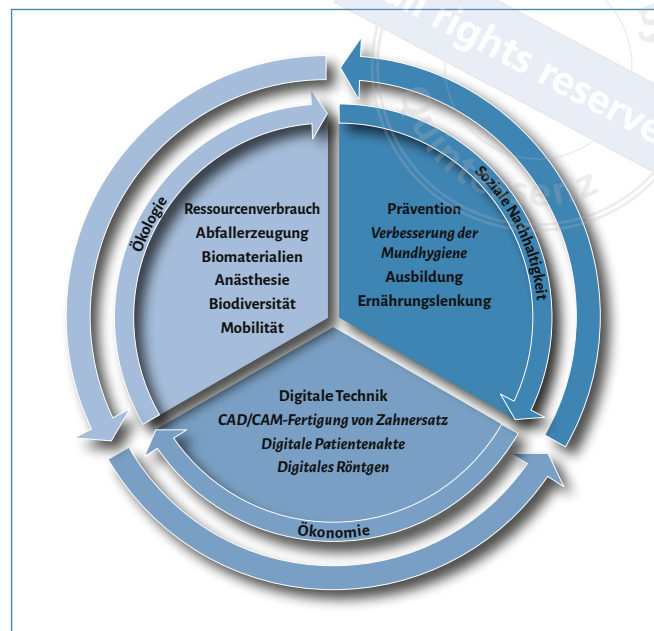 all rights reserve
Ökologie
Ressourcenverbrauch
Abfallerzeugung
Biomaterialien
Anästhesie
Biodiversität
Mobilität
Soziale Nachhaltigkeit
Prävention
Verbesserung der
Mundhygiene
Ausbildung
Ernährungslenkung
Digitale Technik
CAD/CAM-Fertigung von Zahnersatz
Digitale Patientenakte
Digitales Röntgen
Ökonomie